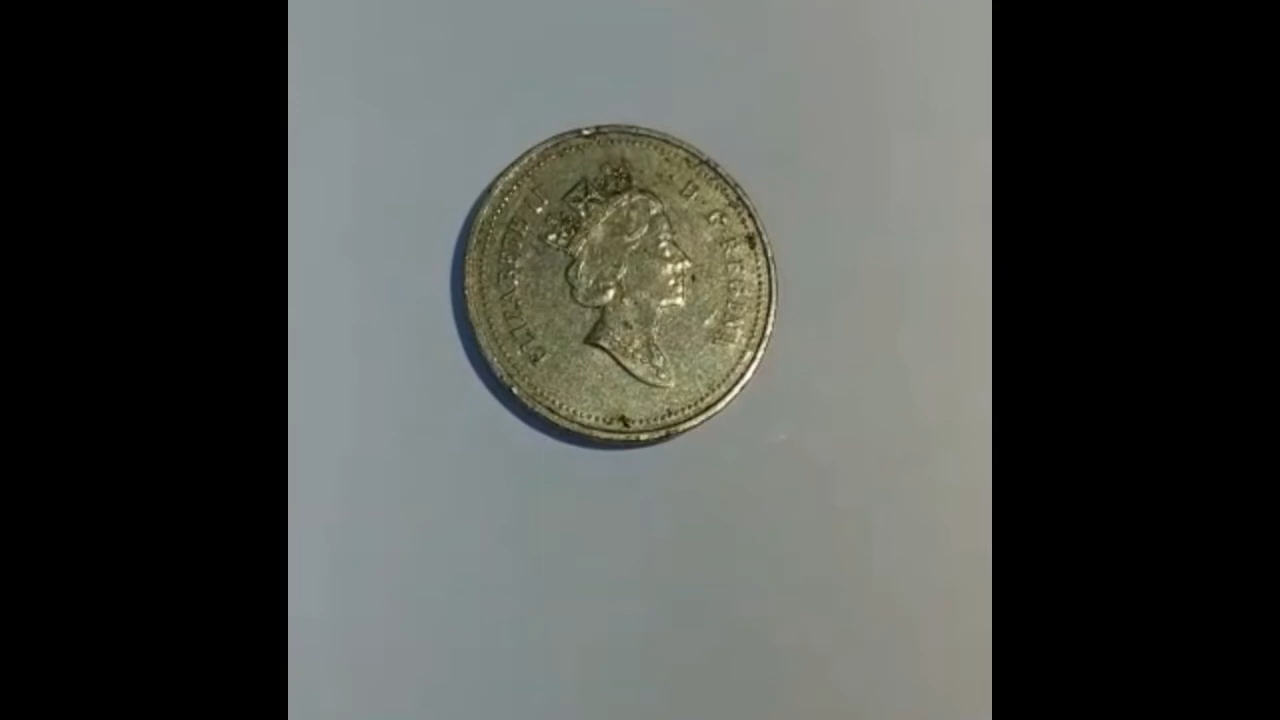 ELIZABETH II
D · G · REGINA